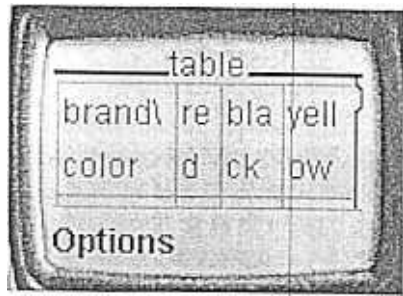 table
brand\ re bla yell
color d ck ow
Options